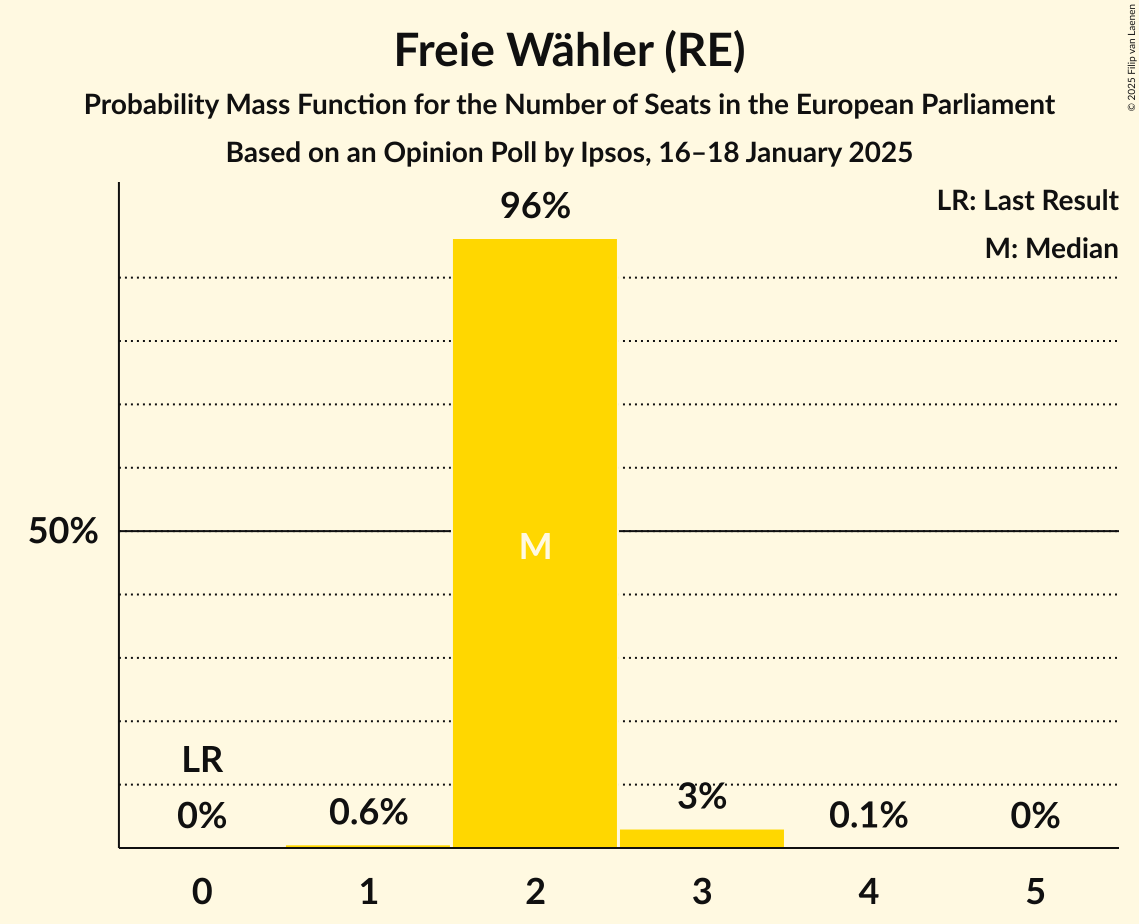 Freie Wähler (RE)
Probability Mass Function for the Number of Seats in the European Parliament
Based on an Opinion Poll by Ipsos, 16–18 January 2025
© 2025 Filip van Laenen
LR: Last Result
M: Median
96%
50%
M
LR
0%
0.6%
3%
0.1%
0%
0
1
2
3
4
5